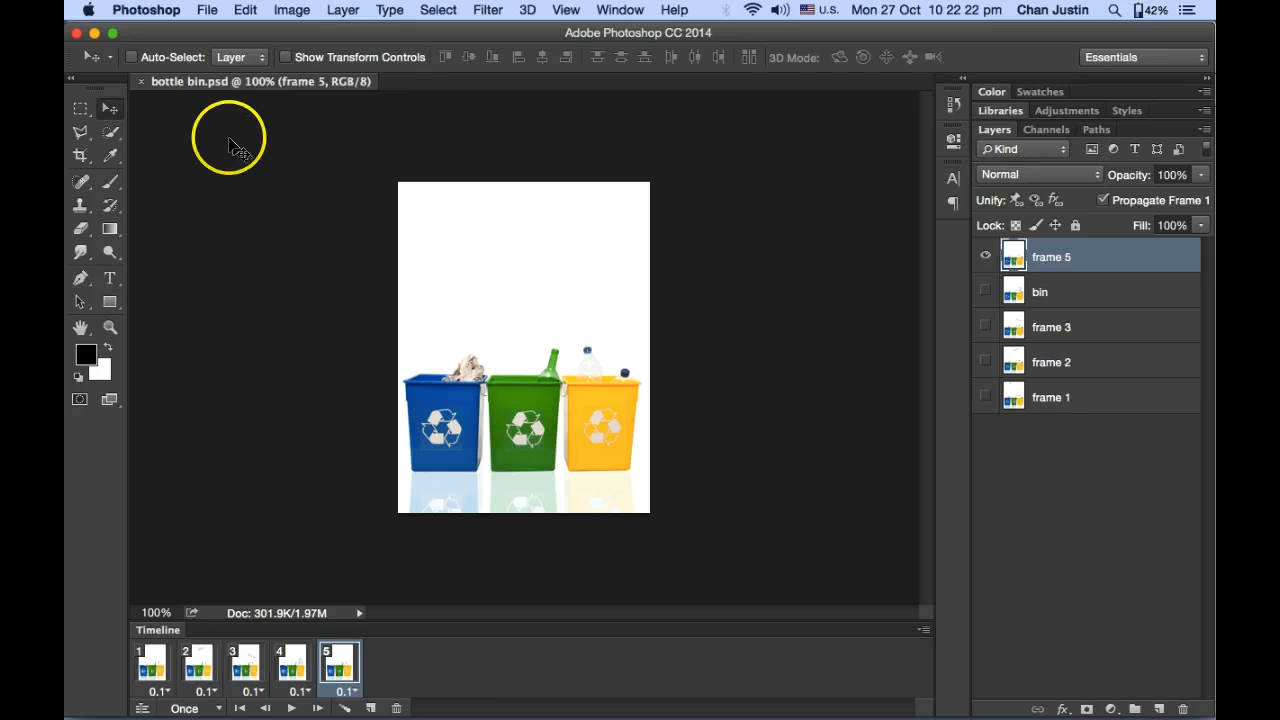 Photoshop File Edit Image Layer Type Select Filter 3D View Window Help U.S. Mon 27 Oct 10 22 22 pm Chan Justin 42%
Adobe Photoshop CC 2014
Auto-Select: Layer Show Transform Controls 3D Mode: Essentials
× bottle bin.psd @ 100% (frame 5, RGB/8)
Color Swatches
Libraries Adjustments Styles
Layers Channels Paths
Kind
Normal Opacity: 100%
Unify: Propagate Frame 1
Lock: Fill: 100%
frame 5
bin
frame 3
frame 2
frame 1
100% Doc: 301.9K/1.97M
Timeline
1 2 3 4 5
0.1 0.1 0.1 0.1 0.1
Once